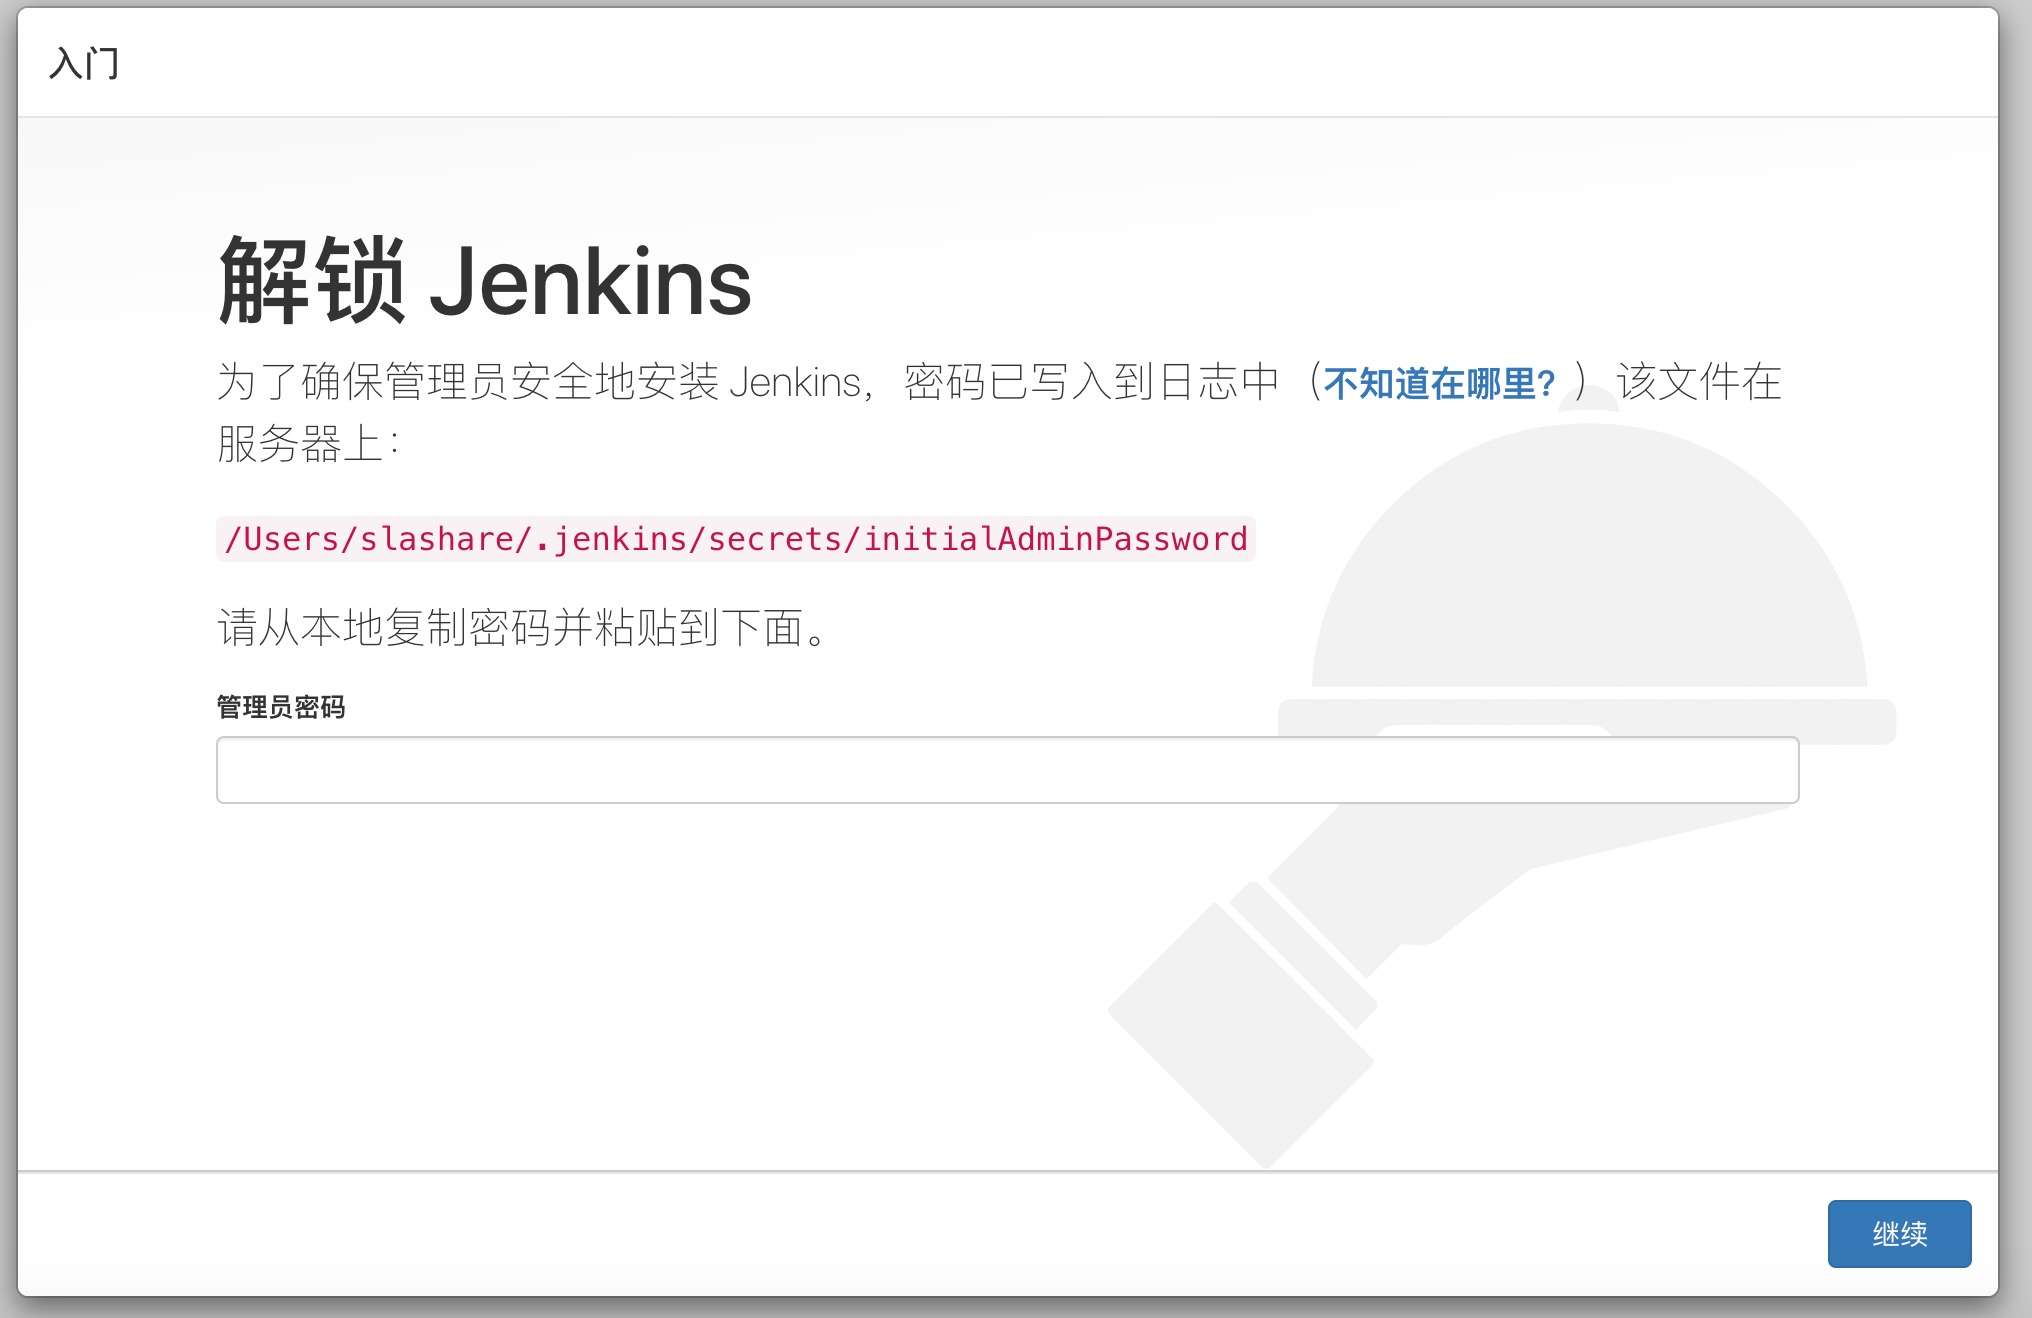 入门
解锁 Jenkins
为了确保管理员安全地安装 Jenkins，密码已写入到日志中（不知道在哪里？）该文件在
服务器上：
/Users/slashare/.jenkins/secrets/initialAdminPassword
请从本地复制密码并粘贴到下面。
管理员密码
继续